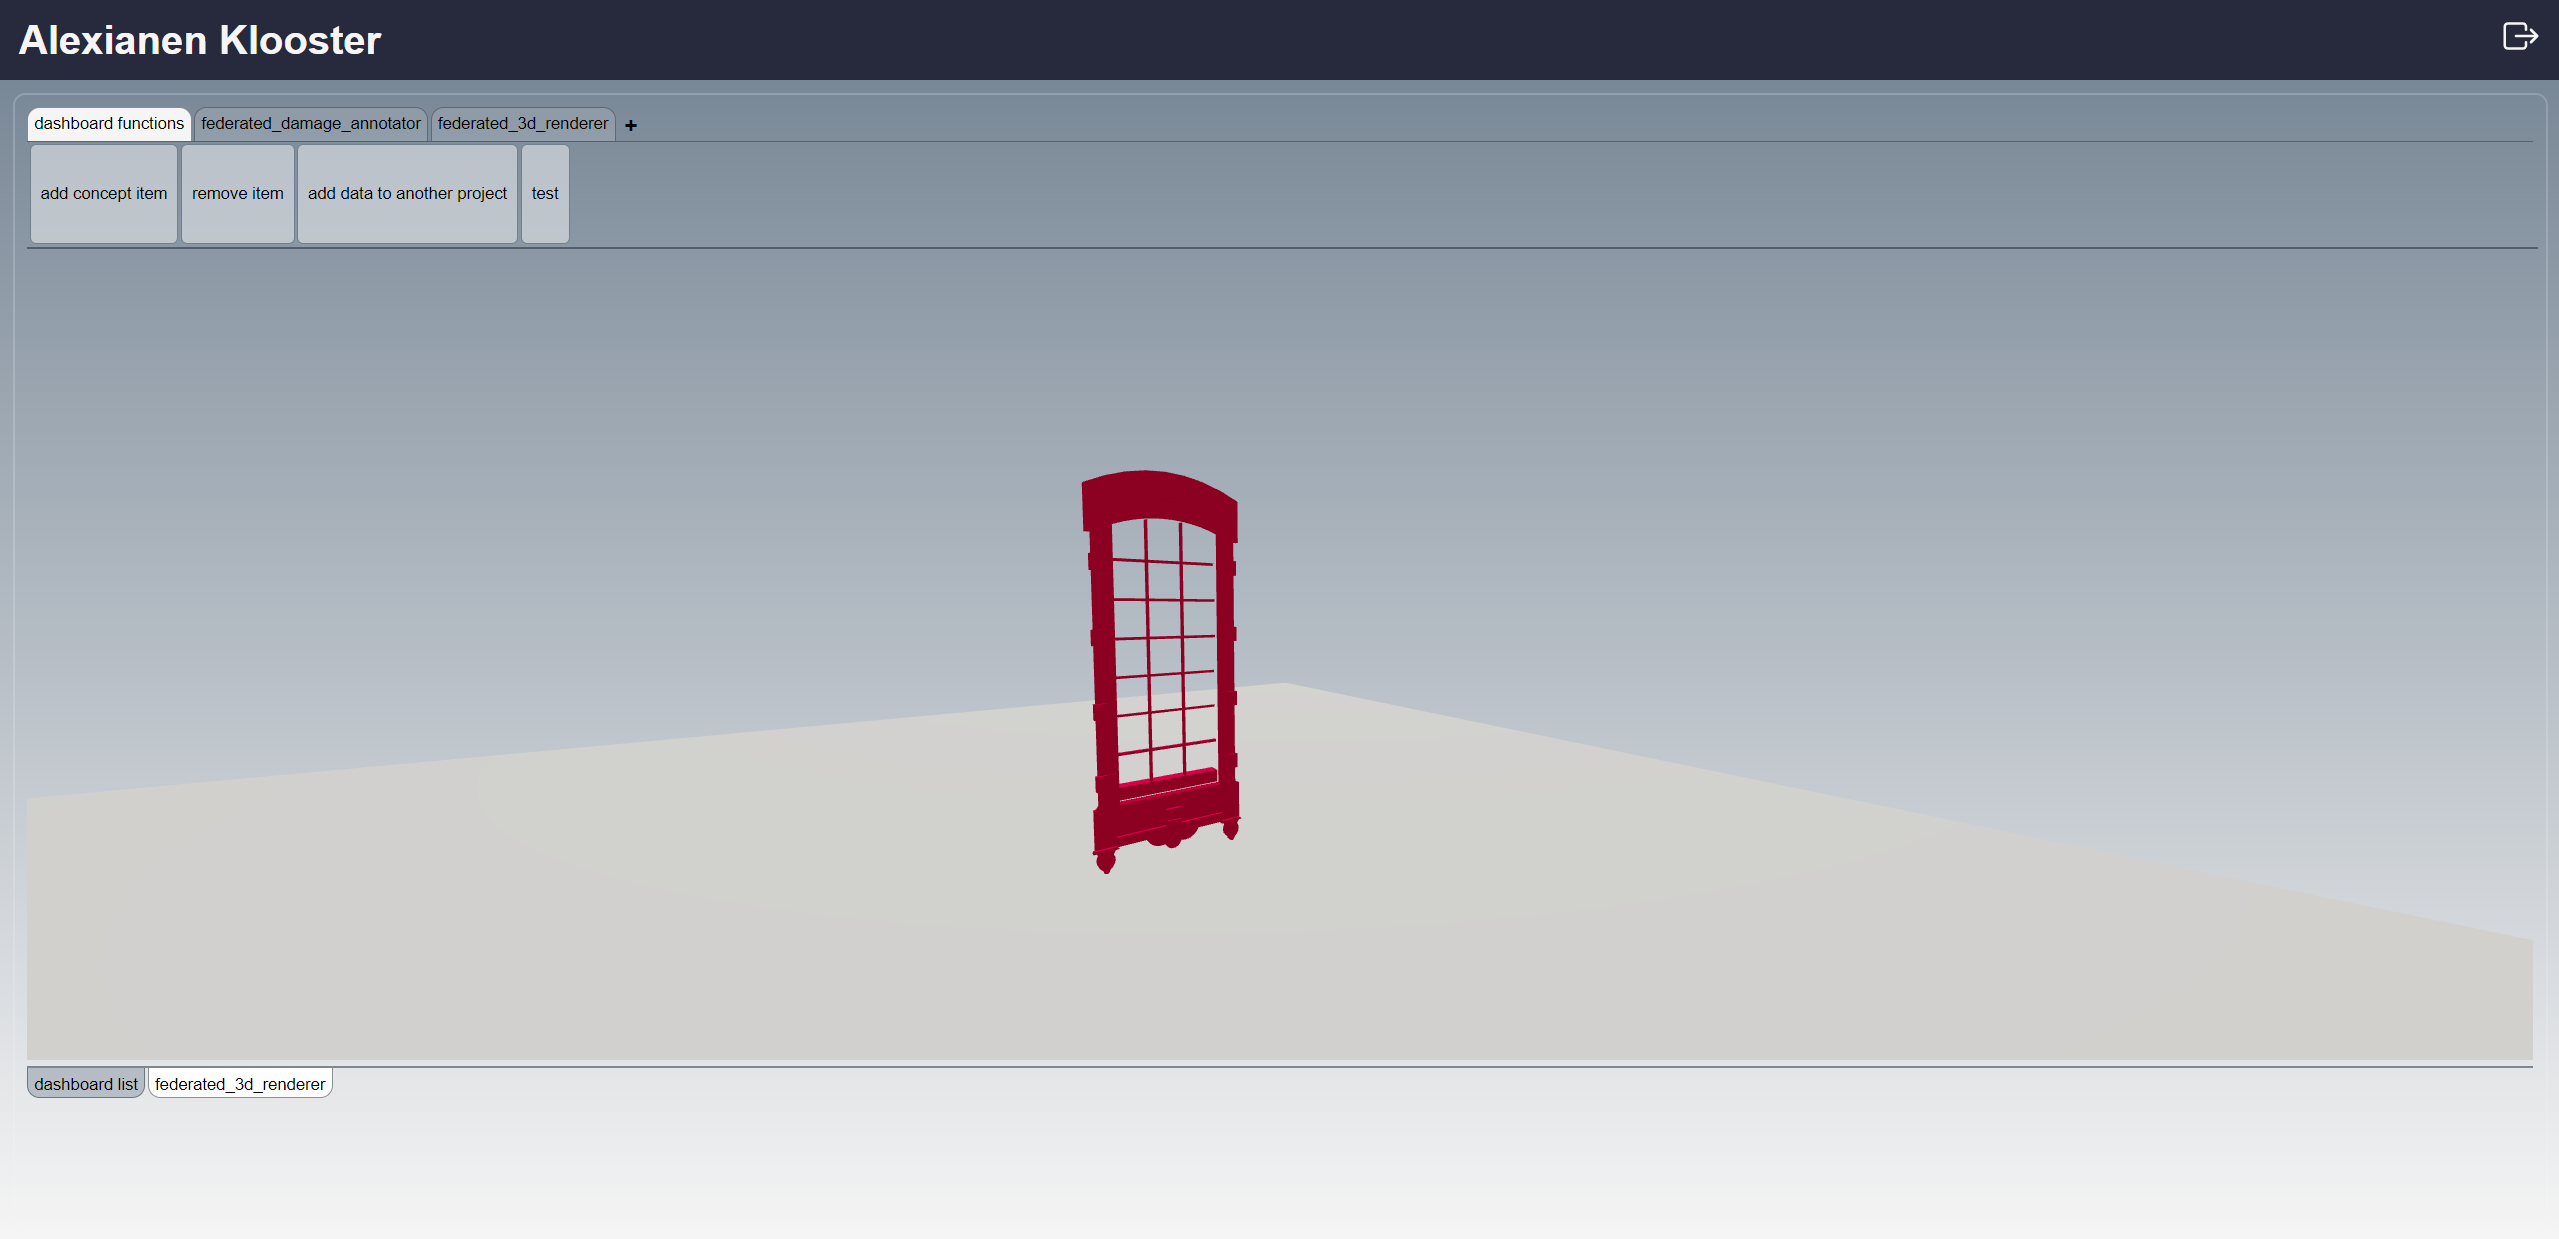 Alexianen Klooster
dashboard functions federated_damage_annotator federated_3d_renderer +
add concept item remove item add data to another project test
dashboard list federated_3d_renderer